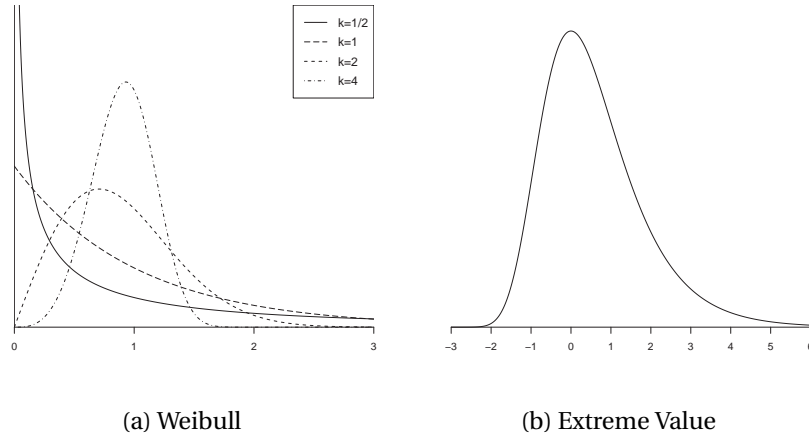 k=1/2
k=1
k=2
k=4
0 1 2 3
−3 −2 −1 0 1 2 3 4 5 6
(a) Weibull
(b) Extreme Value